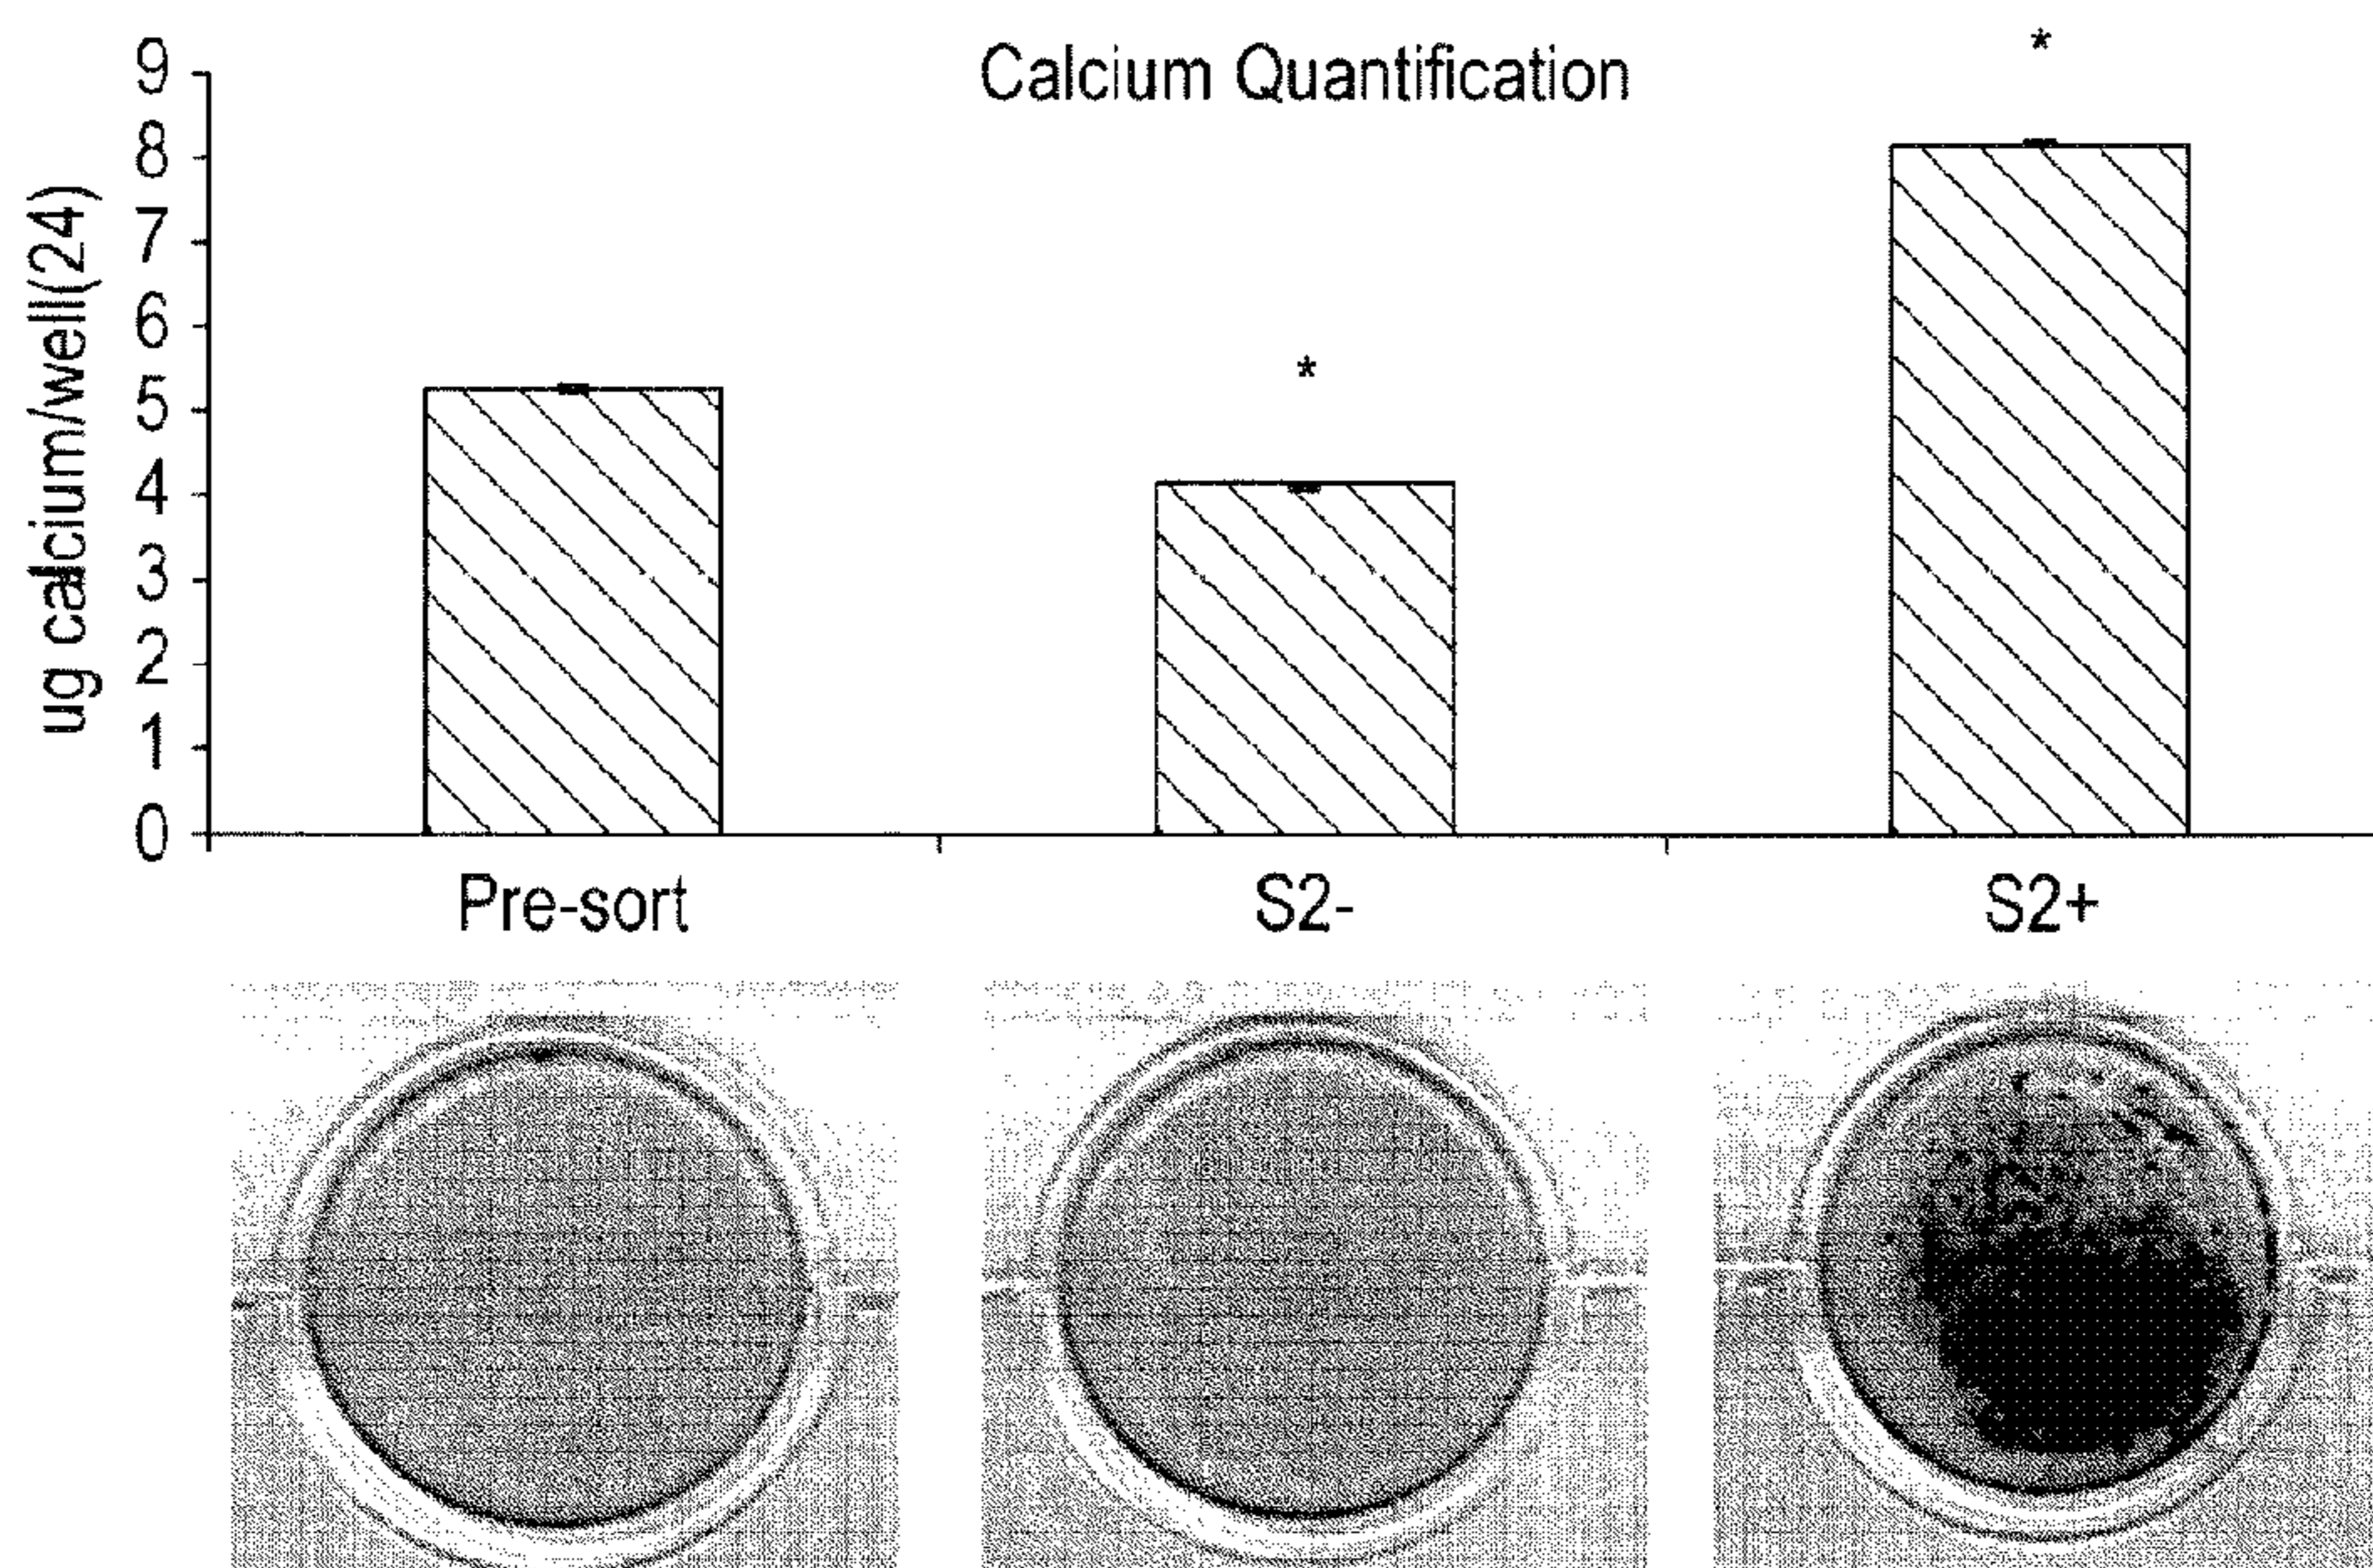 Calcium Quantification
ug calcium/well(24)
9
8
7
6
5
4
3
2
1
0
*
*
Pre-sort
S2-
S2+